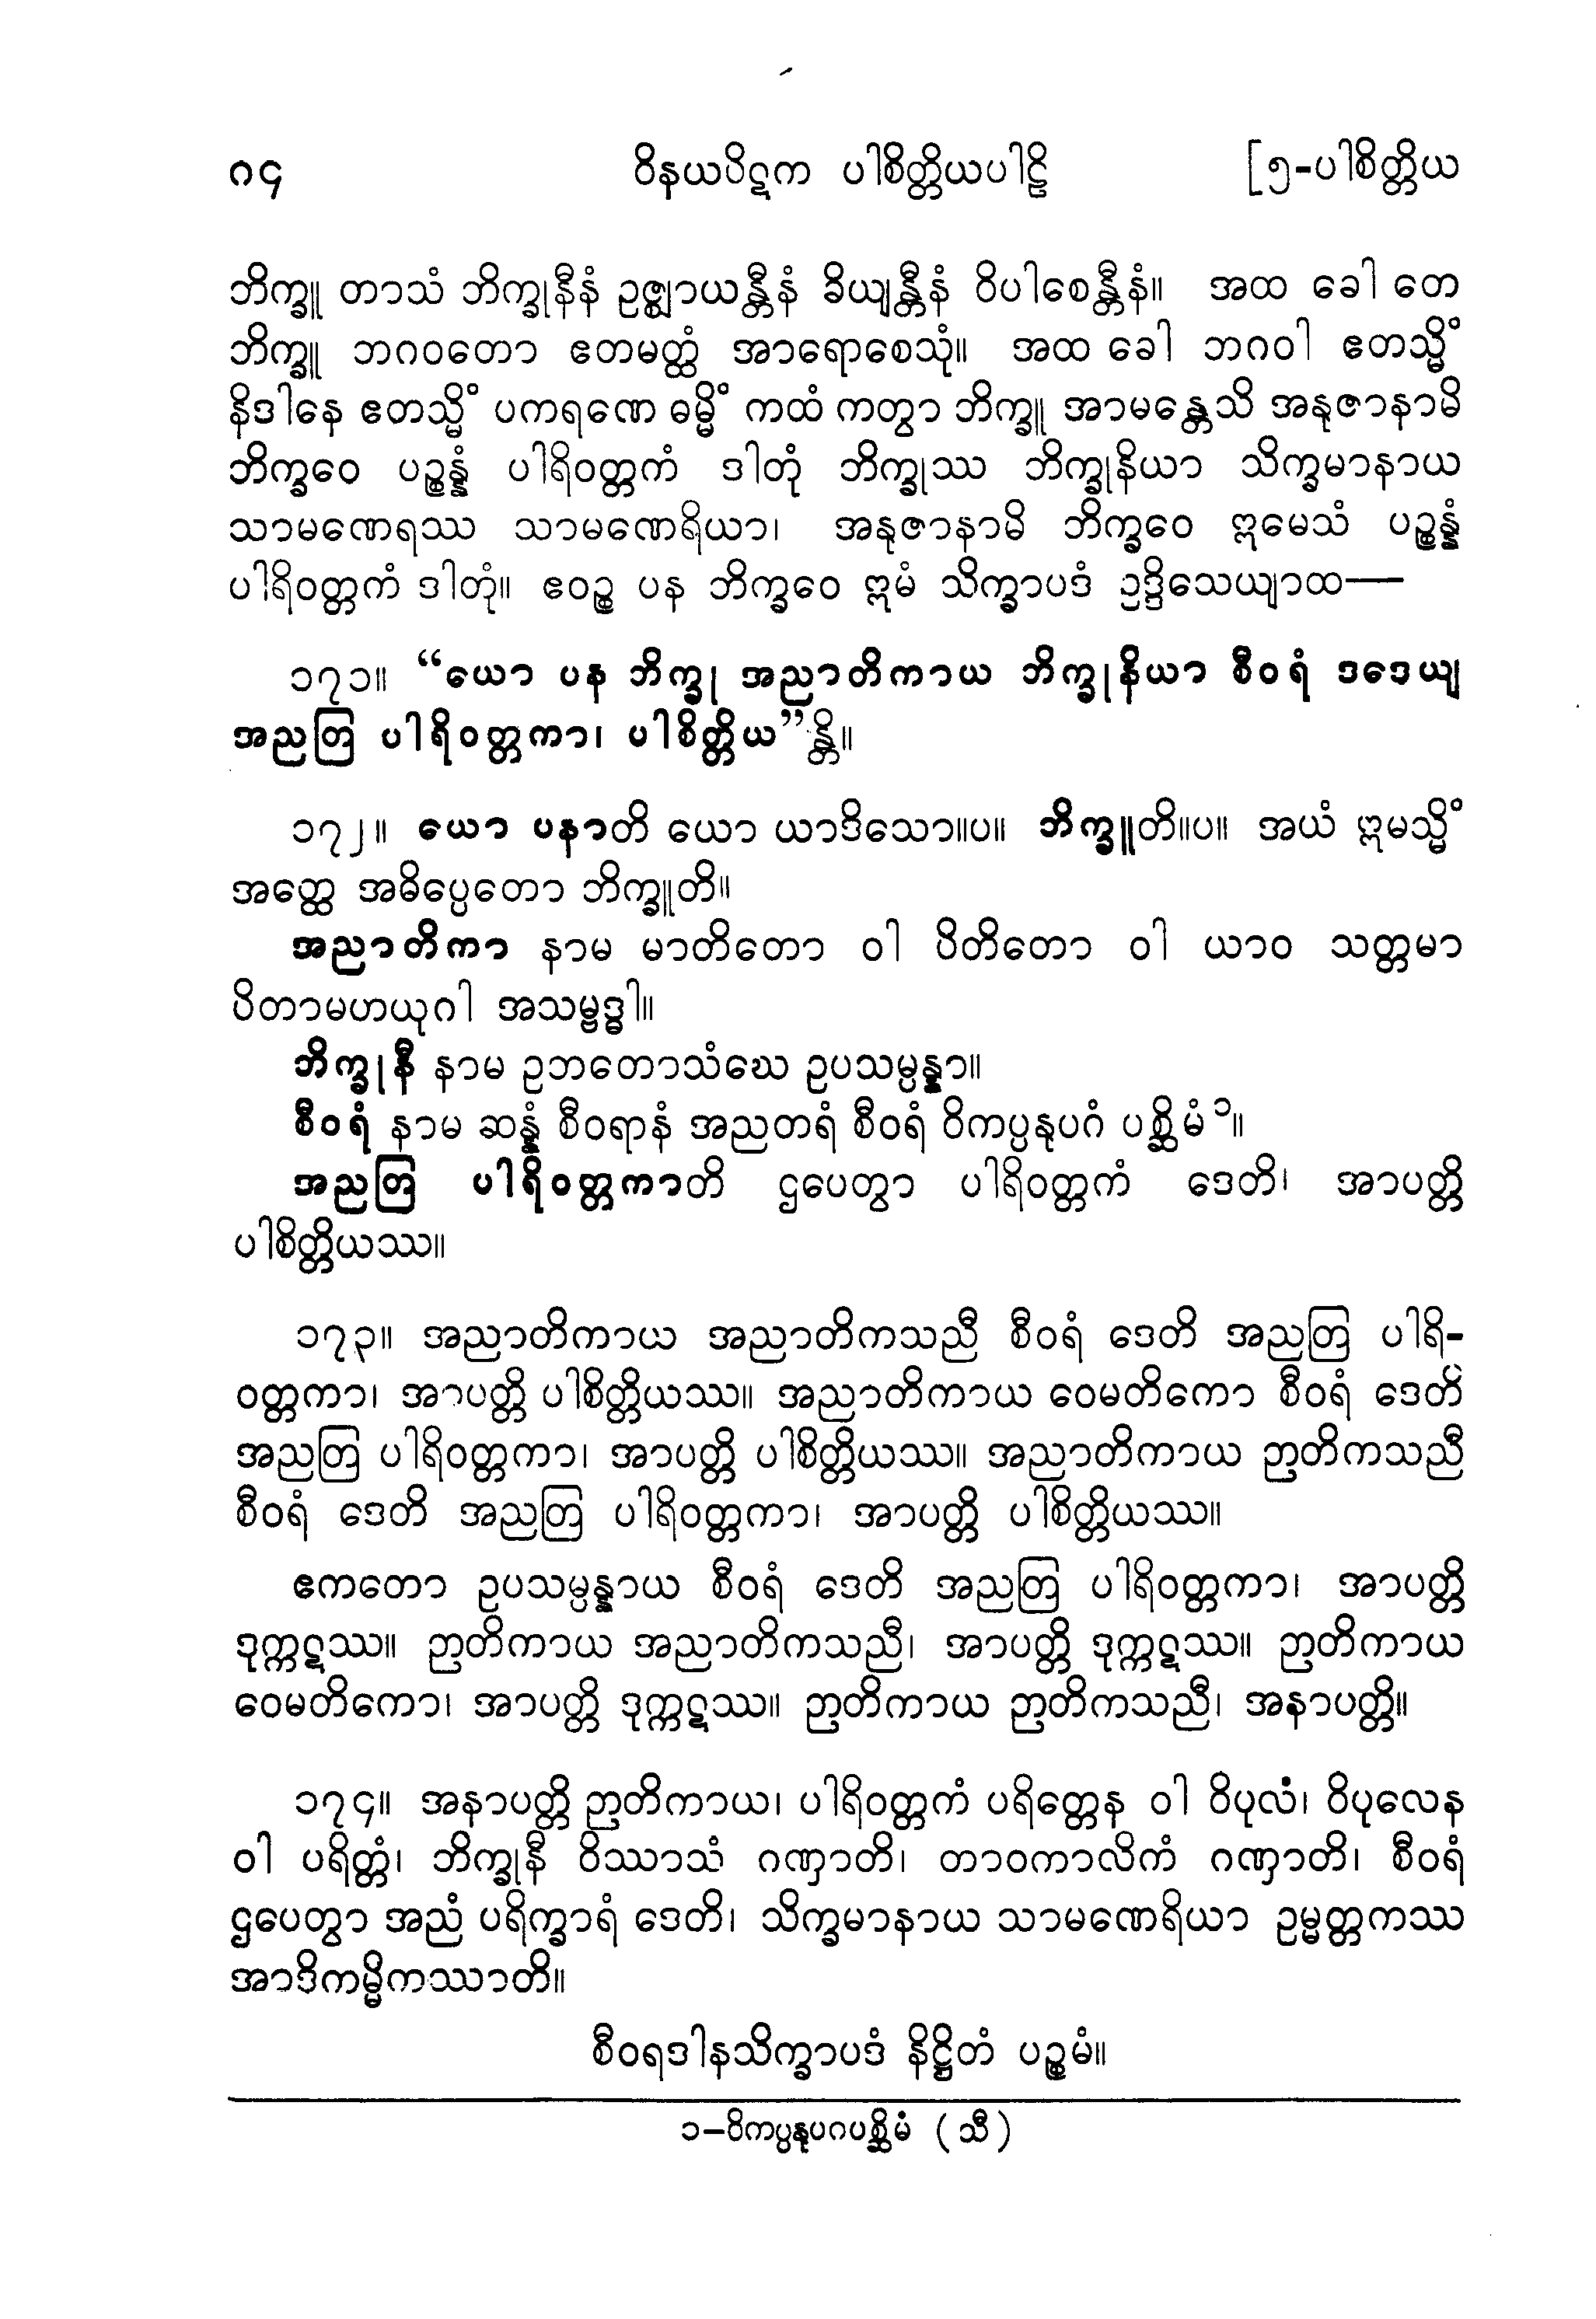 ၈၄ ဝိနယပိဋက ပါစိတ္တိယပါဠိ [၅-ပါစိတ္တိယ
ဘိက္ခူ တာသံ ဘိက္ခုနီနံ ဥဇ္ဈာယန္တီနံ ခိယျန္တီနံ ဝိပါစေန္တီနံ။ အထ ခေါ တေ
ဘိက္ခူ ဘဂဝတော ဧတမတ္ထံ အာရောစေသုံ။ အထ ခေါ ဘဂဝါ ဧတသ္မိံ
နိဒါနေ ဧတသ္မိံ ပကရဏေ ဓမ္မိံ ကထံ ကတွာ ဘိက္ခူ အာမန္တေသိ အနုဇာနာမိ
ဘိက္ခဝေ ပဉ္စန္နံ ပါရိဝတ္တကံ ဒါတုံ ဘိက္ခုဿ ဘိက္ခုနိယာ သိက္ခမာနာယ
သာမဏေရဿ သာမဏေရိယာ၊ အနုဇာနာမိ ဘိက္ခဝေ ဣမေသံ ပဉ္စန္နံ
ပါရိဝတ္တကံ ဒါတုံ။ ဧဝဉ္စ ပန ဘိက္ခဝေ ဣမံ သိက္ခာပဒံ ဥဒ္ဒိသေယျာထ—
၁၇၁။ “ယော ပန ဘိက္ခု အညာတိကာယ ဘိက္ခုနိယာ စီဝရံ ဒဒေယျ
အညတြ ပါရိဝတ္တကာ၊ ပါစိတ္တိယ”န္တိ။
၁၇၂။ ယော ပနာတိ ယော ယာဒိသော။ပ။ ဘိက္ခူတိ။ပ။ အယံ ဣမသ္မိံ
အတ္ထေ အဓိပ္ပေတော ဘိက္ခူတိ။
အညာတိကာ နာမ မာတိတော ဝါ ပိတိတော ဝါ ယာဝ သတ္တမာ
ပိတာမဟယုဂါ အသမ္ဗဒ္ဓါ။
ဘိက္ခုနီ နာမ ဥဘတောသံဃေ ဥပသမ္ပန္နာ။
စီဝရံ နာမ ဆန္နံ စီဝရာနံ အညတရံ စီဝရံ ဝိကပ္ပနုပဂံ ပစ္ဆိမံ ၁။
အညတြ ပါရိဝတ္တကာတိ ဌပေတွာ ပါရိဝတ္တကံ ဒေတိ၊ အာပတ္တိ
ပါစိတ္တိယဿ။
၁၇၃။ အညာတိကာယ အညာတိကသညီ စီဝရံ ဒေတိ အညတြ ပါရိ-
ဝတ္တကာ၊ အာပတ္တိ ပါစိတ္တိယဿ။ အညာတိကာယ ဝေမတိကော စီဝရံ ဒေတိ
အညတြ ပါရိဝတ္တကာ၊ အာပတ္တိ ပါစိတ္တိယဿ။ အညာတိကာယ ဉာတိကသညီ
စီဝရံ ဒေတိ အညတြ ပါရိဝတ္တကာ၊ အာပတ္တိ ပါစိတ္တိယဿ။
ဧကတော ဥပသမ္ပန္နာယ စီဝရံ ဒေတိ အညတြ ပါရိဝတ္တကာ၊ အာပတ္တိ
ဒုက္ကဋဿ။ ဉာတိကာယ အညာတိကသညီ၊ အာပတ္တိ ဒုက္ကဋဿ။ ဉာတိကာယ
ဝေမတိကော၊ အာပတ္တိ ဒုက္ကဋဿ။ ဉာတိကာယ ဉာတိကသညီ၊ အနာပတ္တိ။
၁၇၄။ အနာပတ္တိ ဉာတိကာယ၊ ပါရိဝတ္တကံ ပရိတ္တေန ဝါ ဝိပုလံ၊ ဝိပုလေန
ဝါ ပရိတ္တံ၊ ဘိက္ခုနီ ဝိဿာသံ ဂဏှာတိ၊ တာဝကာလိကံ ဂဏှာတိ၊ စီဝရံ
ဌပေတွာ အညံ ပရိက္ခာရံ ဒေတိ၊ သိက္ခမာနာယ သာမဏေရိယာ ဥမ္မတ္တကဿ
အာဒိကမ္မိကဿာတိ။
စီဝရဒါနသိက္ခာပဒံ နိဋ္ဌိတံ ပဉ္စမံ။
၁–ဝိကပ္ပနုပဂပစ္ဆိမံ (သီ)